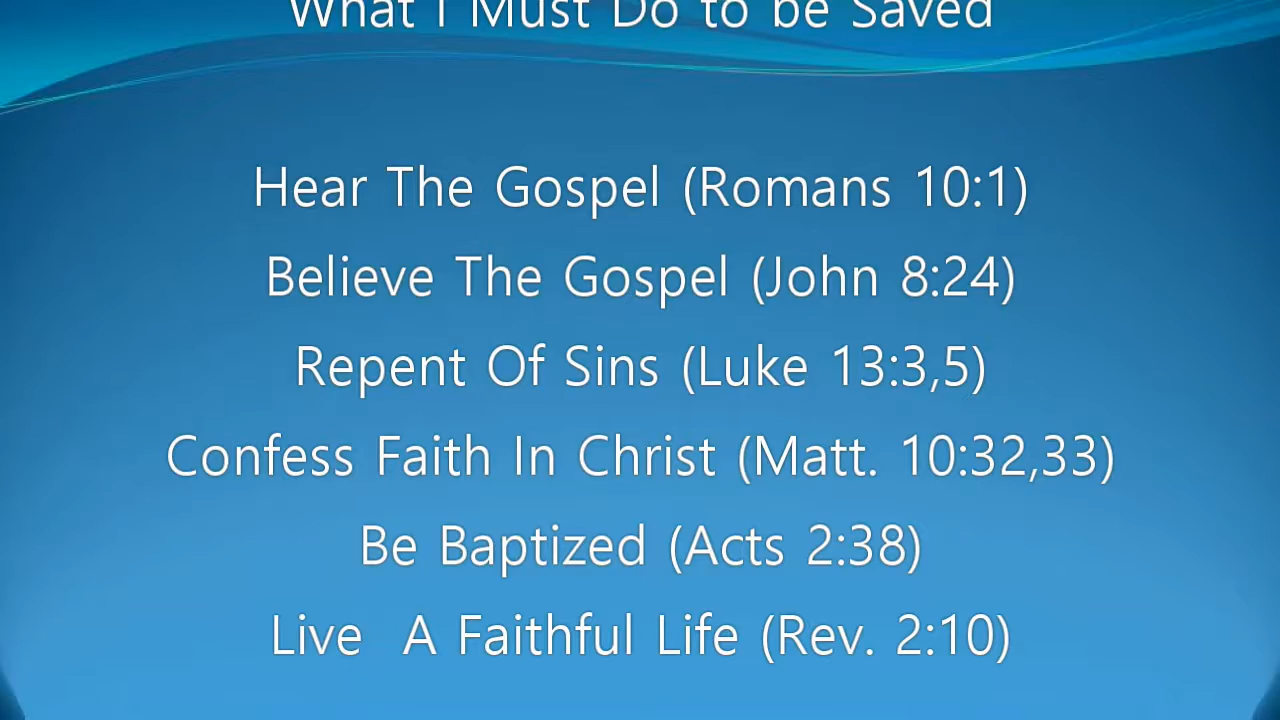 What I Must Do to be Saved
Hear The Gospel (Romans 10:1)
Believe The Gospel (John 8:24)
Repent Of Sins (Luke 13:3,5)
Confess Faith In Christ (Matt. 10:32,33)
Be Baptized (Acts 2:38)
Live  A Faithful Life (Rev. 2:10)